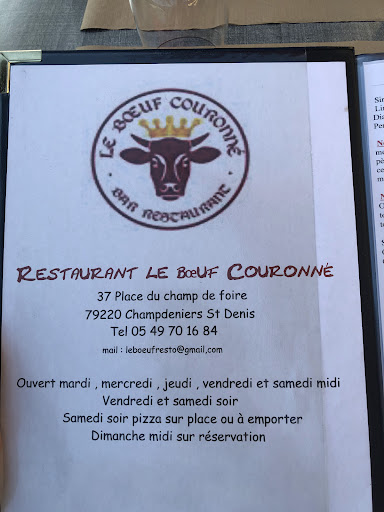 LE BŒUF COURONNÉ
BAR RESTAURANT
RESTAURANT LE BŒUF COURONNÉ
37 Place du champ de foire
79220 Champdeniers St Denis
Tel 05 49 70 16 84
mail : leboeufresto@gmail,com
Ouvert mardi , mercredi , jeudi , vendredi et samedi midi
Vendredi et samedi soir
Samedi soir pizza sur place ou à emporter
Dimanche midi sur réservation